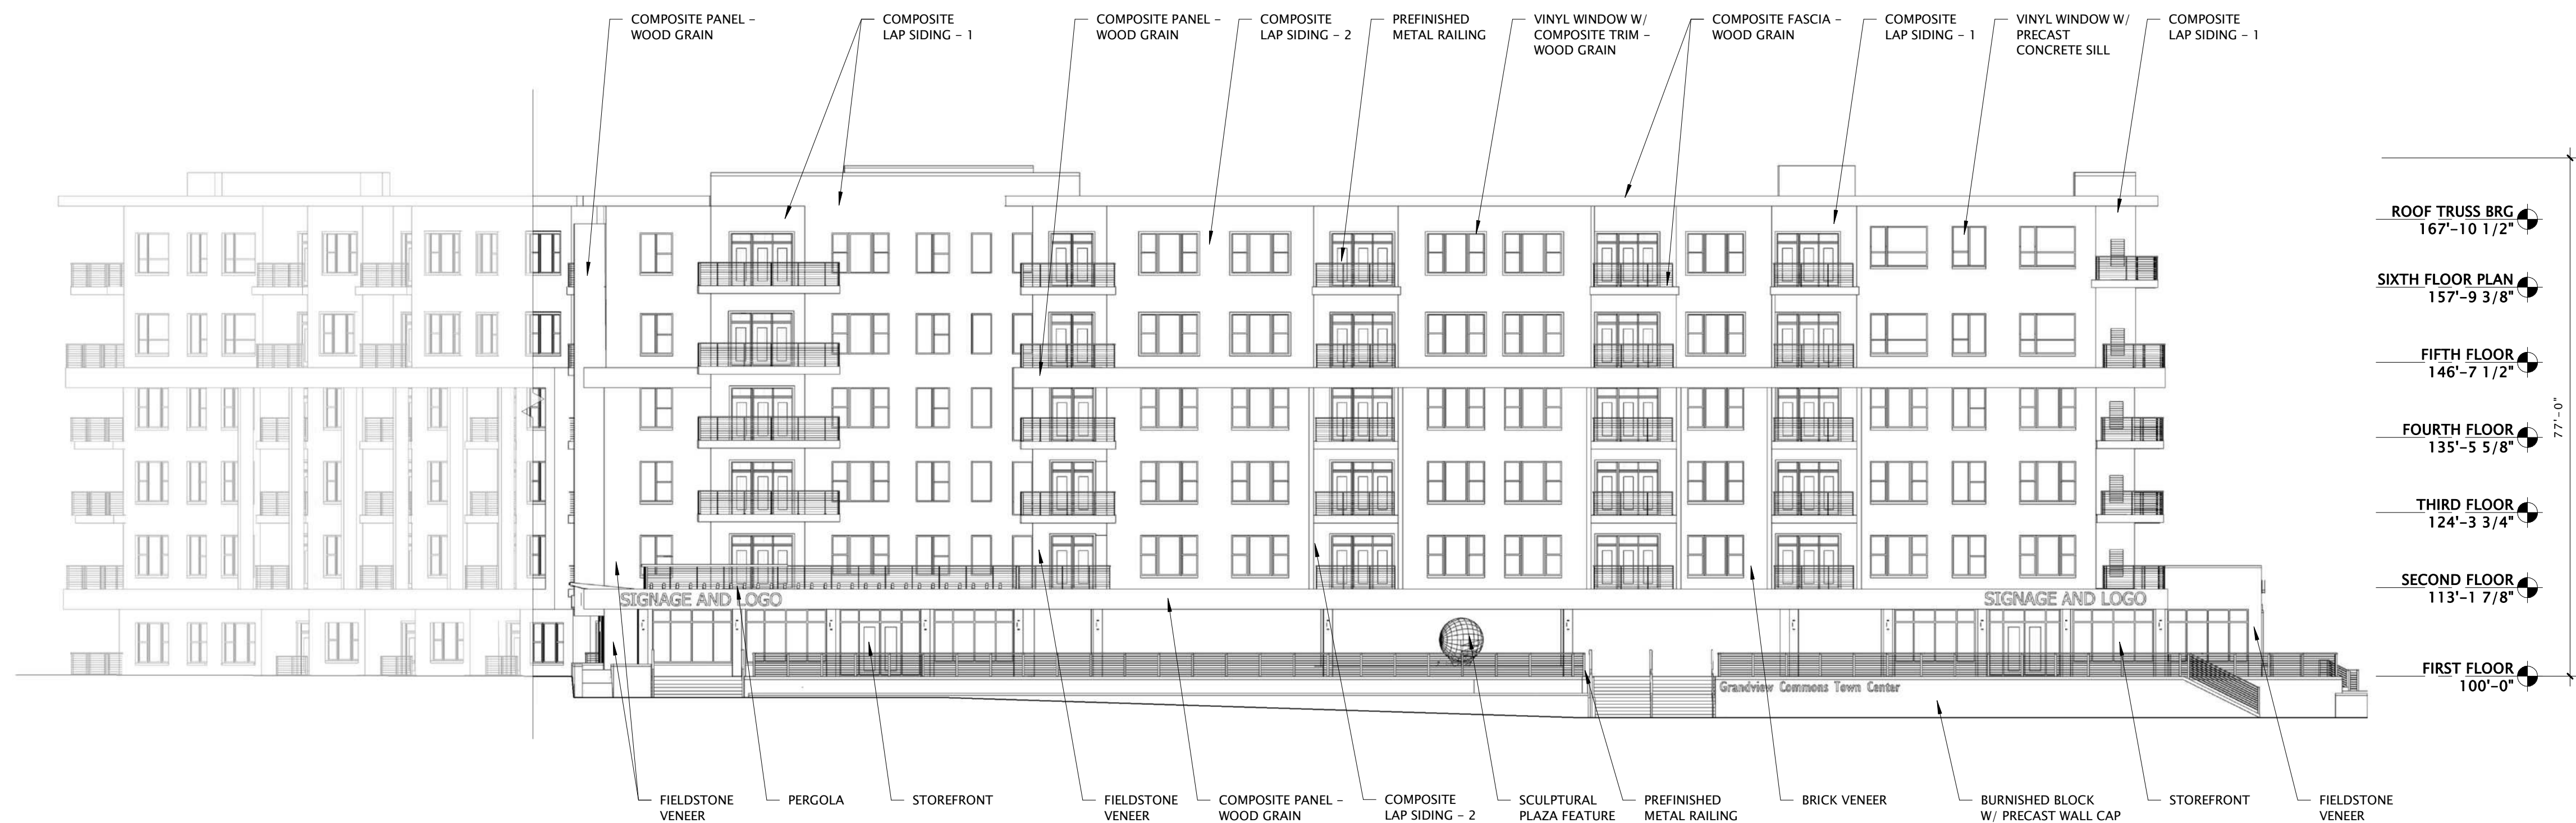 COMPOSITE PANEL -
WOOD GRAIN
COMPOSITE
LAP SIDING - 1
COMPOSITE PANEL -
WOOD GRAIN
COMPOSITE
LAP SIDING - 2
PREFINISHED
METAL RAILING
VINYL WINDOW W/
COMPOSITE TRIM -
WOOD GRAIN
COMPOSITE FASCIA -
WOOD GRAIN
COMPOSITE
LAP SIDING - 1
VINYL WINDOW W/
PRECAST
CONCRETE SILL
COMPOSITE
LAP SIDING - 1
ROOF TRUSS BRG
167'-10 1/2"
SIXTH FLOOR PLAN
157'-9 3/8"
FIFTH FLOOR
146'-7 1/2"
77'-0"
FOURTH FLOOR
135'-5 5/8"
THIRD FLOOR
124'-3 3/4"
SECOND FLOOR
113'-1 7/8"
SIGNAGE AND LOGO
SIGNAGE AND LOGO
FIRST FLOOR
100'-0"
Grandview Commons Town Center
FIELDSTONE
VENEER
PERGOLA
STOREFRONT
FIELDSTONE
VENEER
COMPOSITE PANEL -
WOOD GRAIN
COMPOSITE
LAP SIDING - 2
SCULPTURAL
PLAZA FEATURE
PREFINISHED
METAL RAILING
BRICK VENEER
BURNISHED BLOCK
W/ PRECAST WALL CAP
STOREFRONT
FIELDSTONE
VENEER